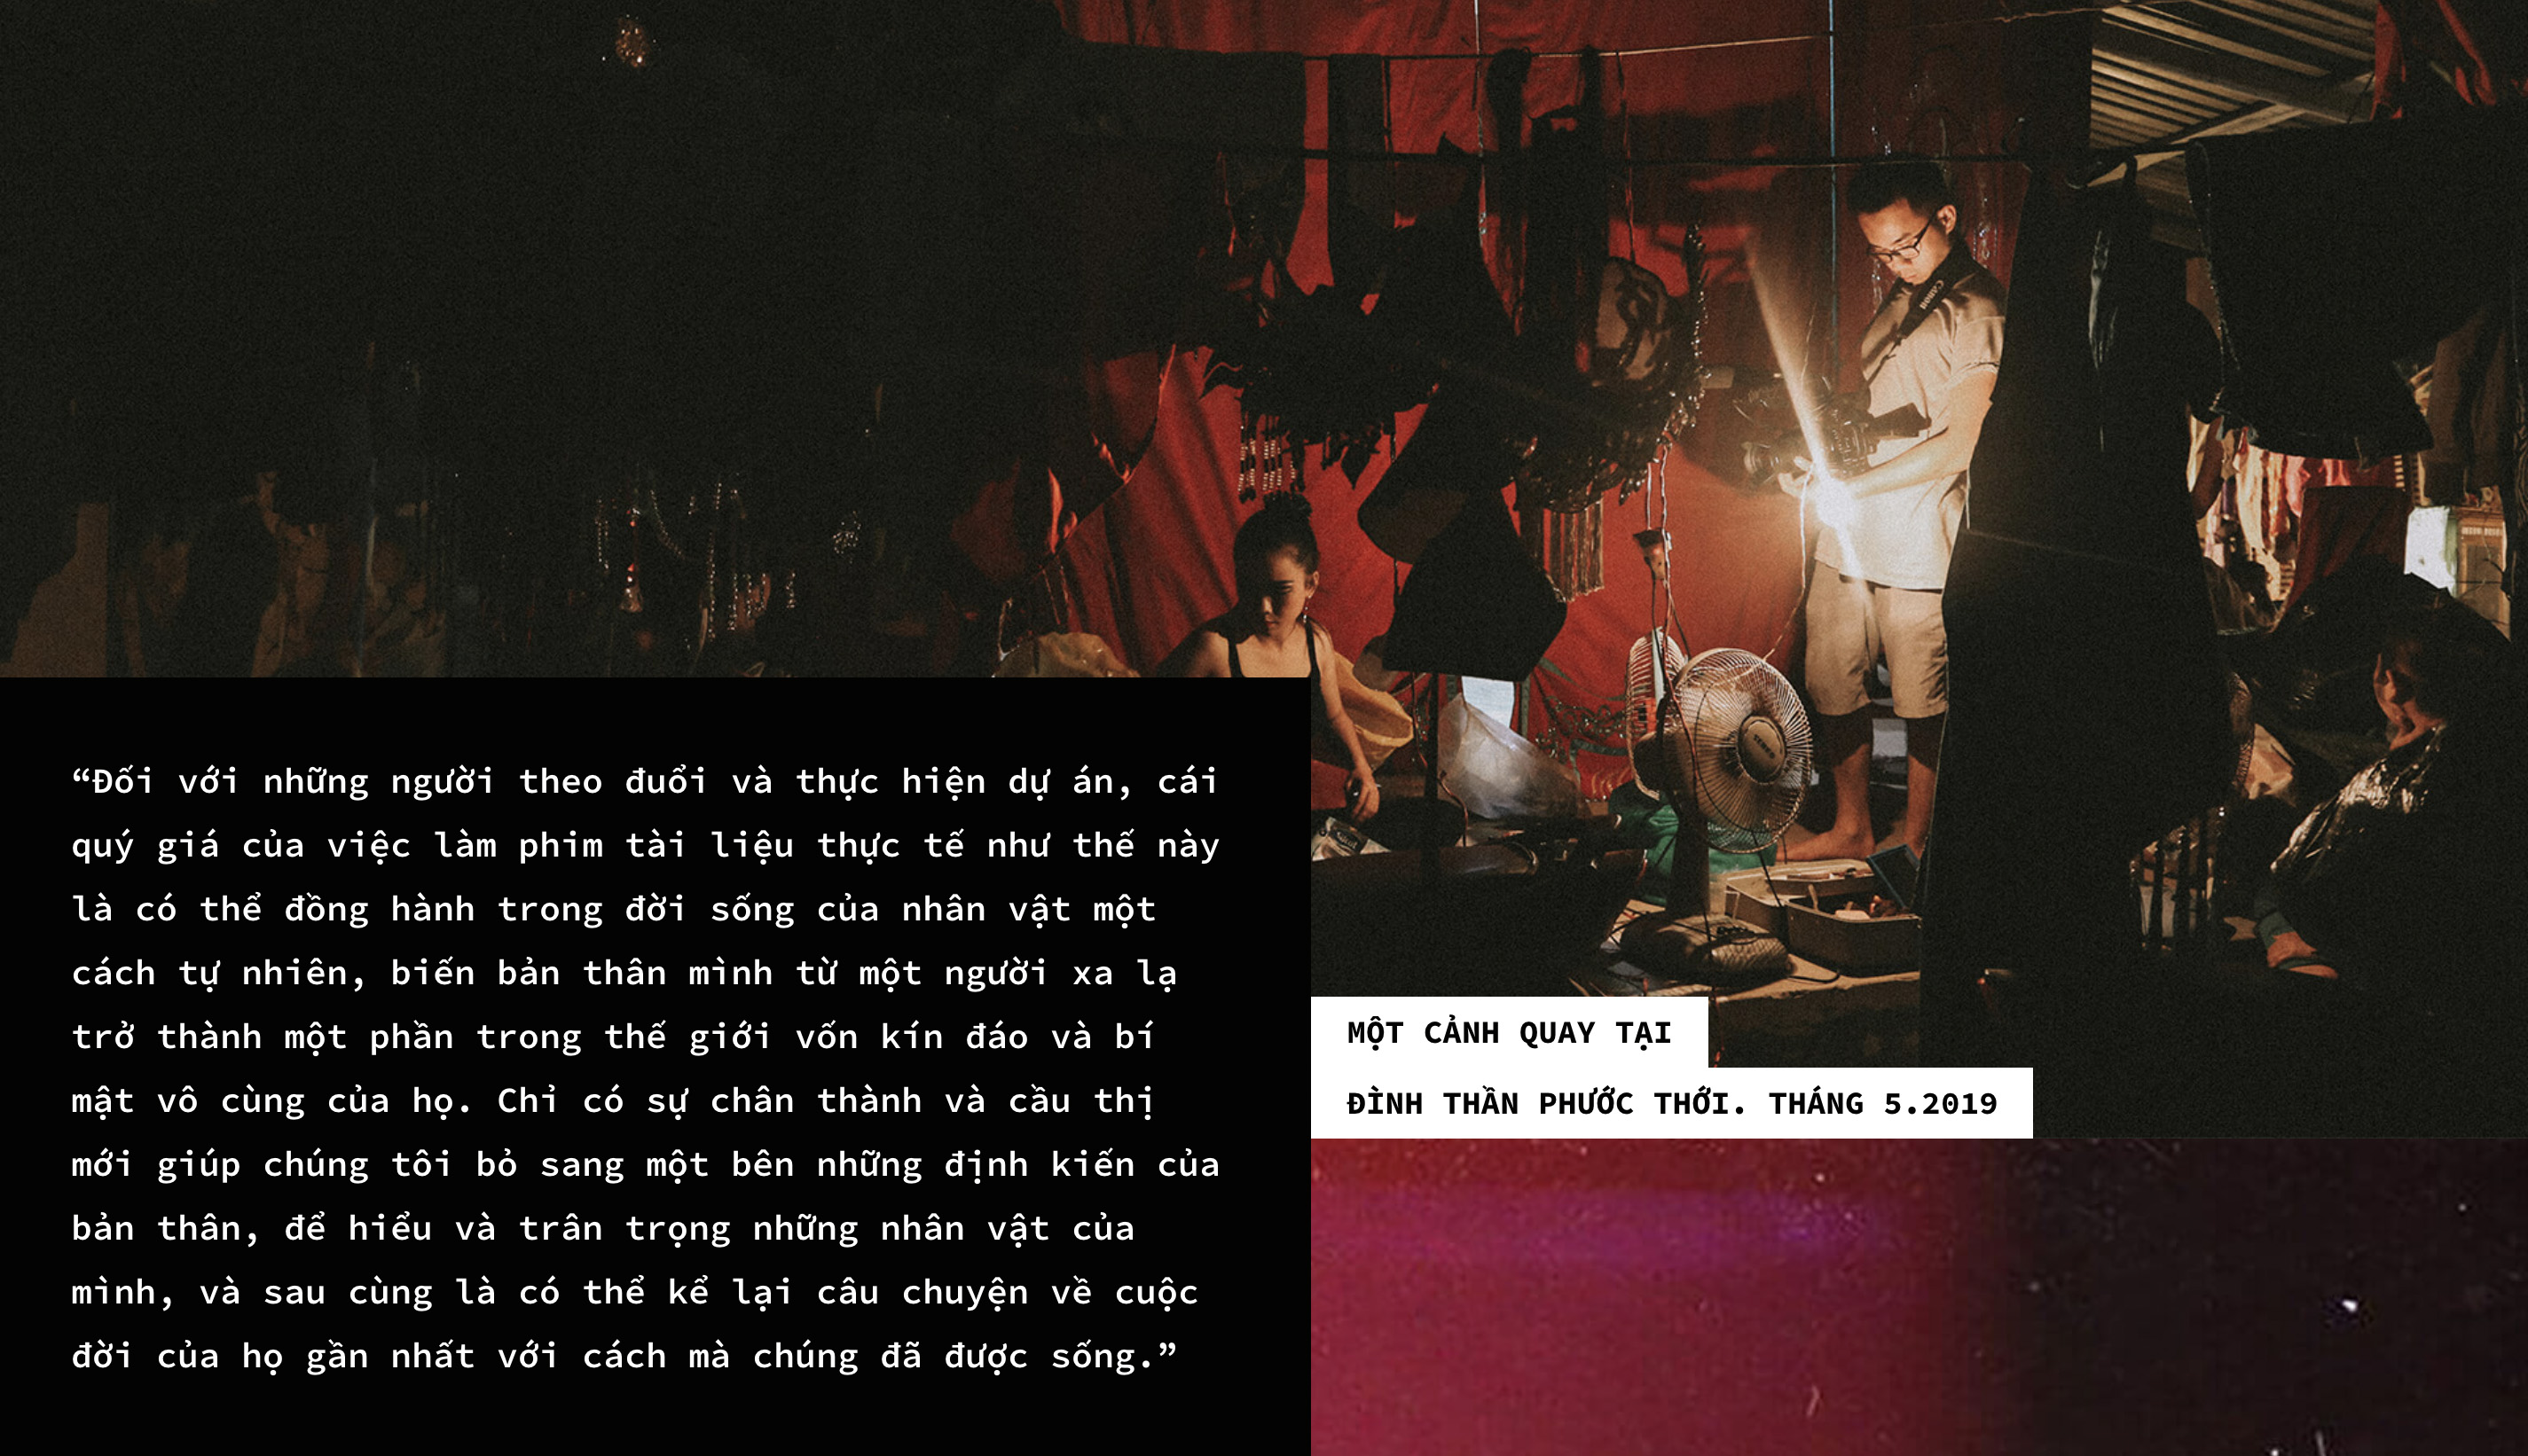 “Đối với những người theo đuổi và thực hiện dự án, cái
quý giá của việc làm phim tài liệu thực tế như thế này
là có thể đồng hành trong đời sống của nhân vật một
cách tự nhiên, biến bản thân mình từ một người xa lạ
trở thành một phần trong thế giới vốn kín đáo và bí
mật vô cùng của họ. Chỉ có sự chân thành và cầu thị
mới giúp chúng tôi bỏ sang một bên những định kiến của
bản thân, để hiểu và trân trọng những nhân vật của
mình, và sau cùng là có thể kể lại câu chuyện về cuộc
đời của họ gần nhất với cách mà chúng đã được sống.”
MỘT CẢNH QUAY TẠI
ĐÌNH THẦN PHƯỚC THỚI. THÁNG 5.2019
Canon